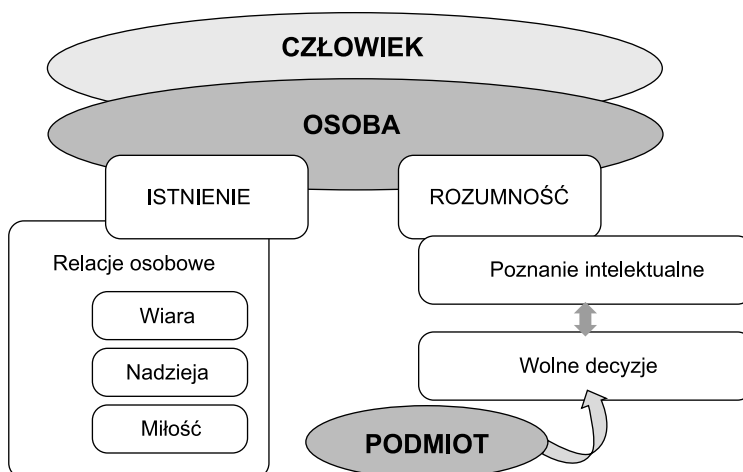 CZŁOWIEK
OSOBA
ISTNIENIE
ROZUMNOŚĆ
Relacje osobowe
Wiara
Nadzieja
Miłość
Poznanie intelektualne
Wolne decyzje
PODMIOT